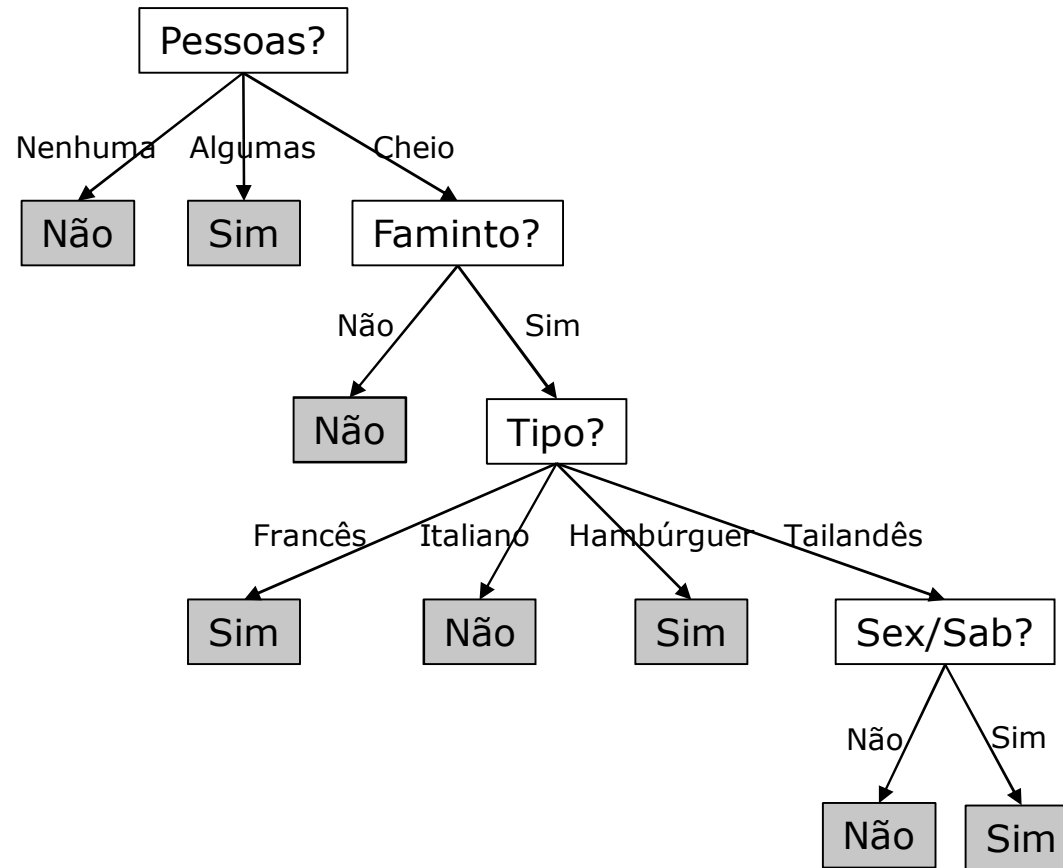 Pessoas?
Nenhuma Algumas Cheio
Não Sim Faminto?
Não Sim
Não Tipo?
Francês Italiano Hambúrguer Tailandês
Sim Não Sim Sex/Sab?
Não Sim
Não Sim